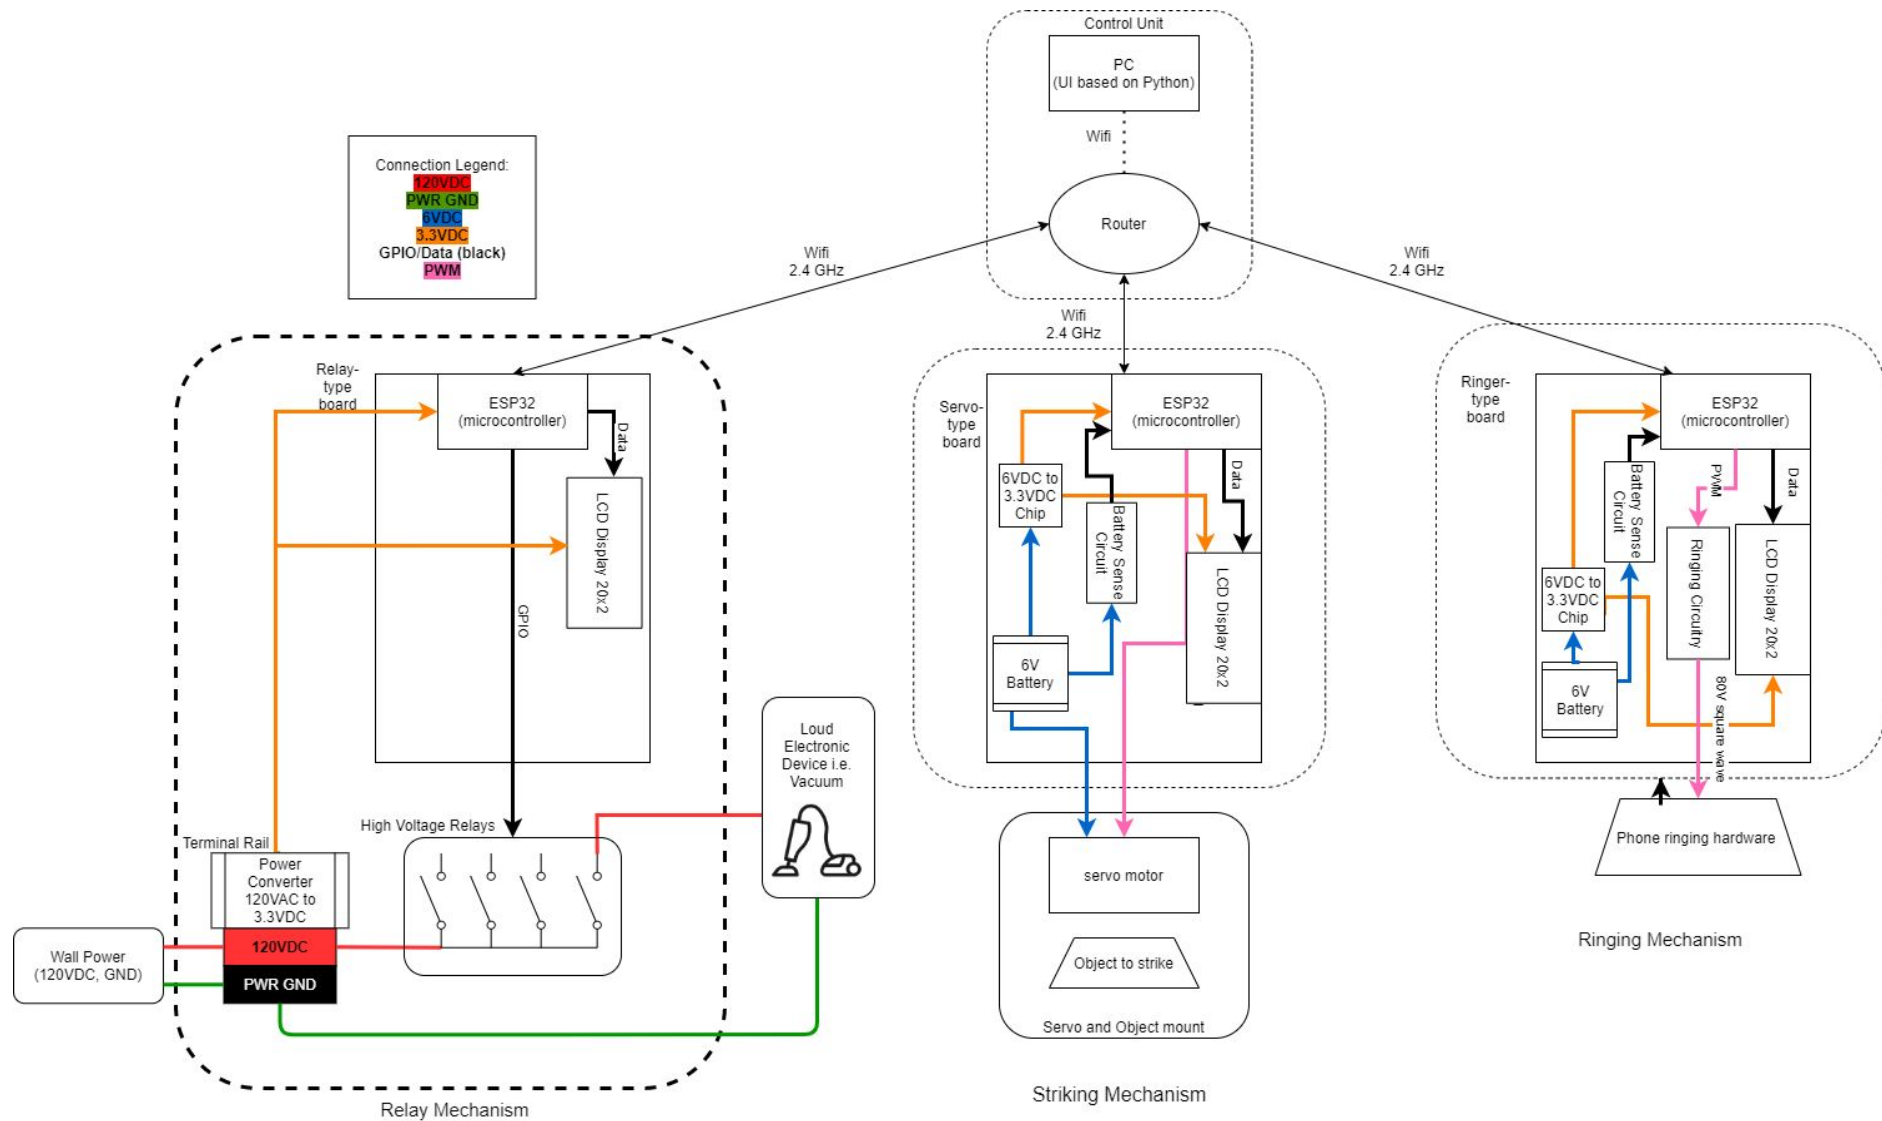 Control Unit
PC
(UI based on Python)
Wifi
Router
Connection Legend:
120VDC
PWR GND
6VDC
3.3VDC
GPIO/Data (black)
PWM
Wifi
2.4 GHz
Wifi
2.4 GHz
Wifi
2.4 GHz
Relay-
type
board
ESP32
(microcontroller)
Data
LCD Display 20x2
GPIO
High Voltage Relays
Terminal Rail
Power
Converter
120VAC to
3.3VDC
120VDC
PWR GND
Wall Power
(120VDC, GND)
Loud
Electronic
Device i.e.
Vacuum
Relay Mechanism
Servo-
type
board
ESP32
(microcontroller)
6VDC to
3.3VDC
Chip
Battery Sense
Circuit
Data
LCD Display 20x2
6V
Battery
servo motor
Object to strike
Servo and Object mount
Striking Mechanism
Ringer-
type
board
ESP32
(microcontroller)
Battery Sense
Circuit
PWM
Data
6VDC to
3.3VDC
Chip
Ringing Circuitry
LCD Display 20x2
6V
Battery
80V square wave
Phone ringing hardware
Ringing Mechanism